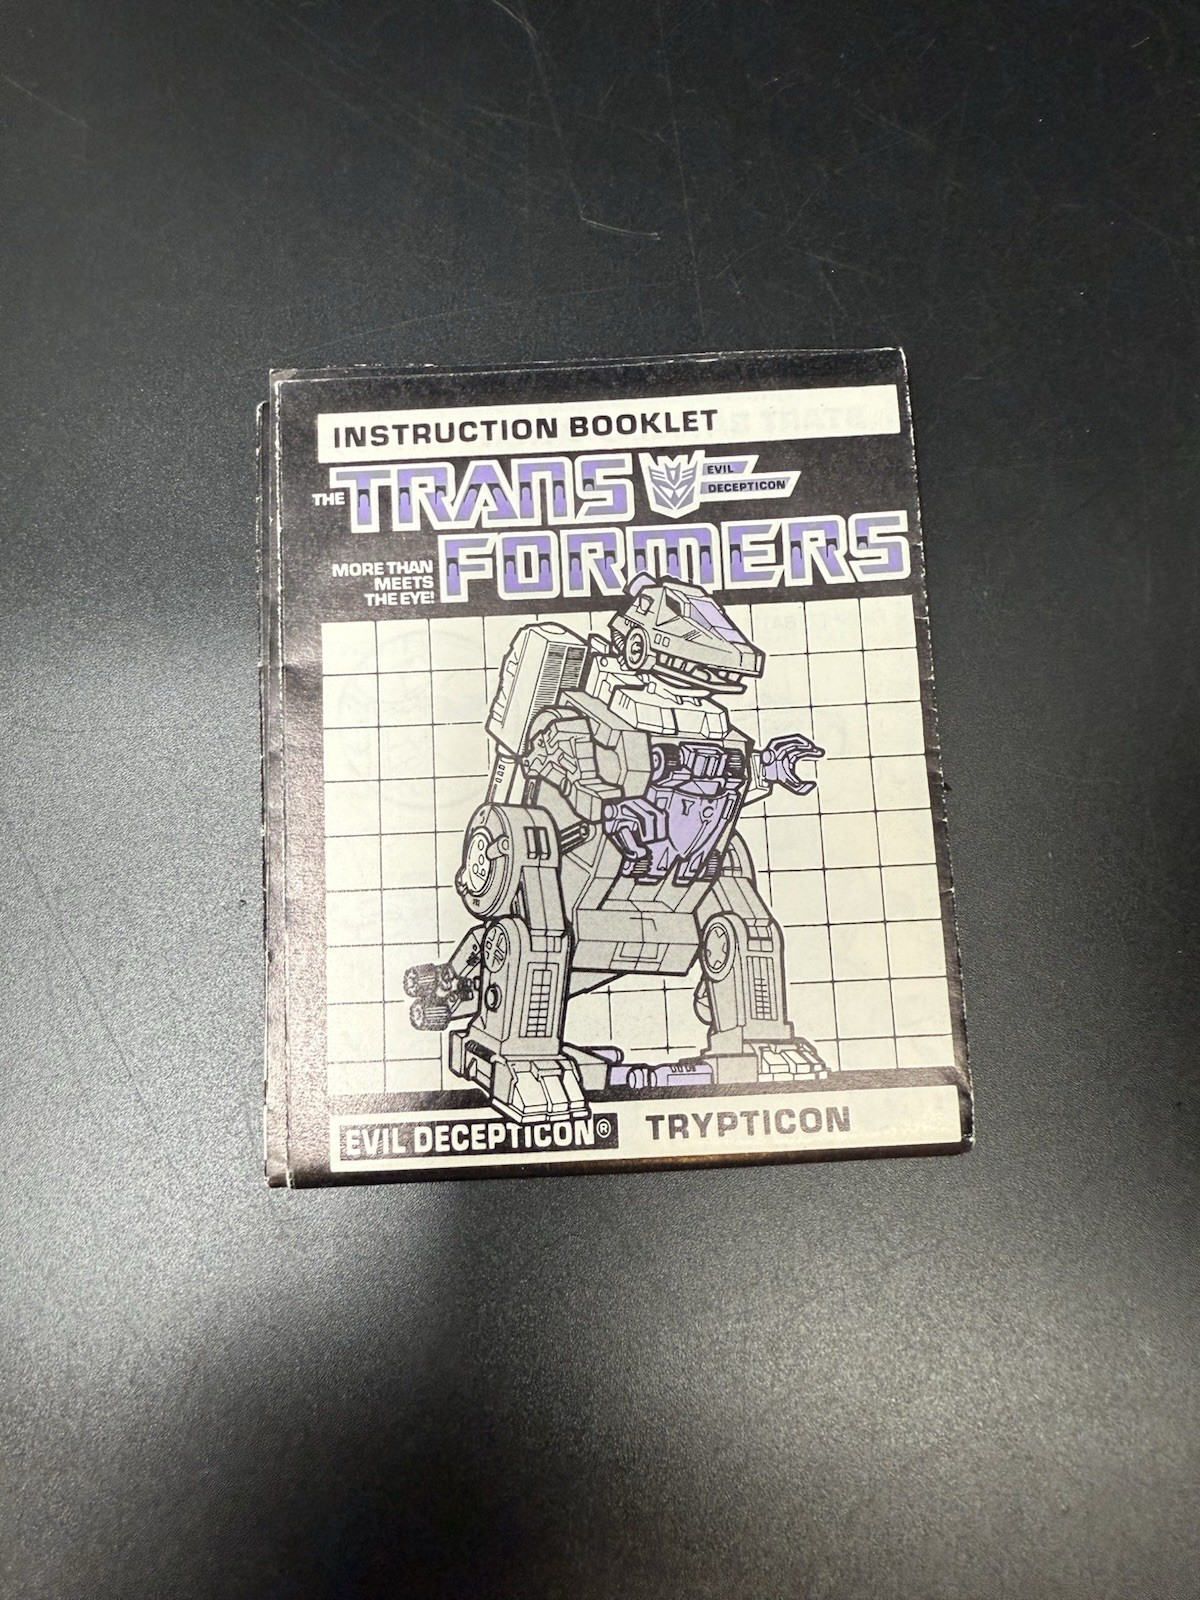 INSTRUCTION BOOKLET
THE TRANS
EVIL
DECEPTICON
FORMERS
MORE THAN
MEETS
THE EYE!
EVIL DECEPTICON® TRYPTICON